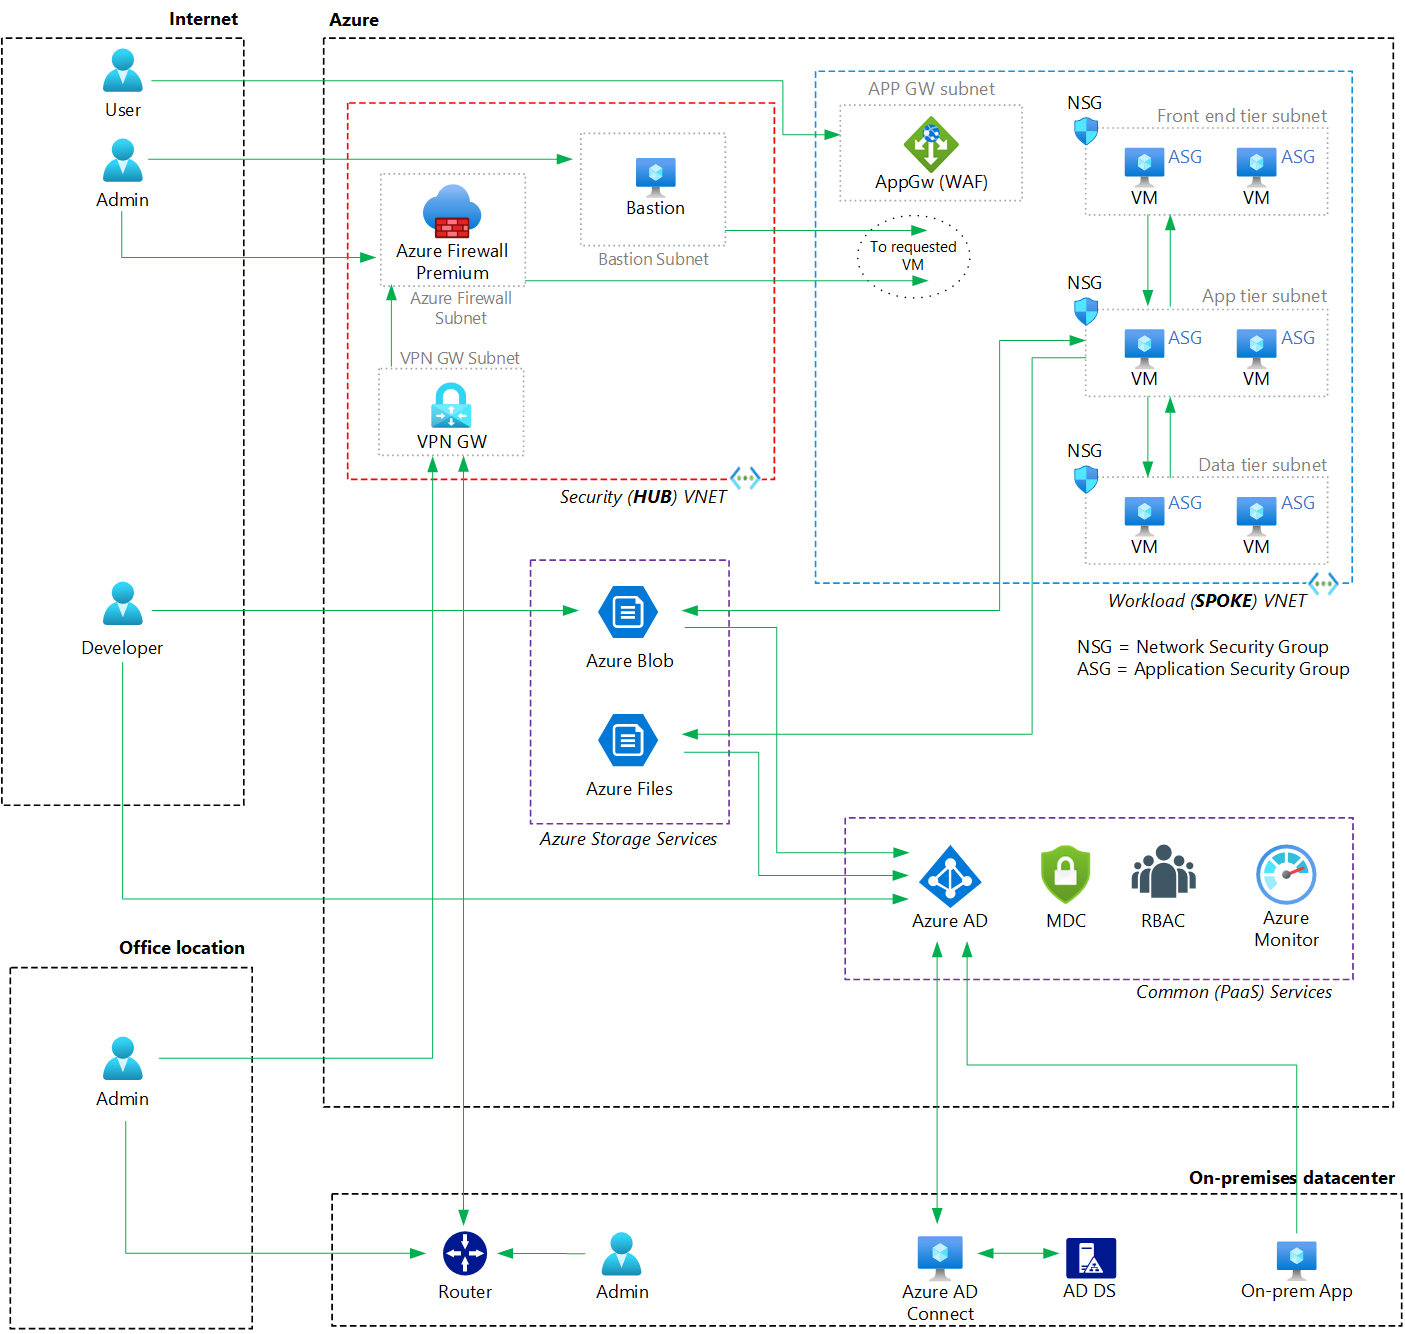 Internet
Azure
User
Admin
APP GW subnet
AppGw (WAF)
NSG
Front end tier subnet
ASG
ASG
VM
VM
Bastion
Bastion Subnet
Azure Firewall
Premium
Azure Firewall
Subnet
To requested
VM
NSG
App tier subnet
ASG
ASG
VM
VM
VPN GW Subnet
VPN GW
NSG
Data tier subnet
ASG
ASG
VM
VM
Security (HUB) VNET
Workload (SPOKE) VNET
NSG = Network Security Group
ASG = Application Security Group
Developer
Azure Blob
Azure Files
Azure Storage Services
Azure AD
MDC
RBAC
Azure
Monitor
Common (PaaS) Services
Office location
Admin
On-premises datacenter
Router
Admin
Azure AD
Connect
AD DS
On-prem App